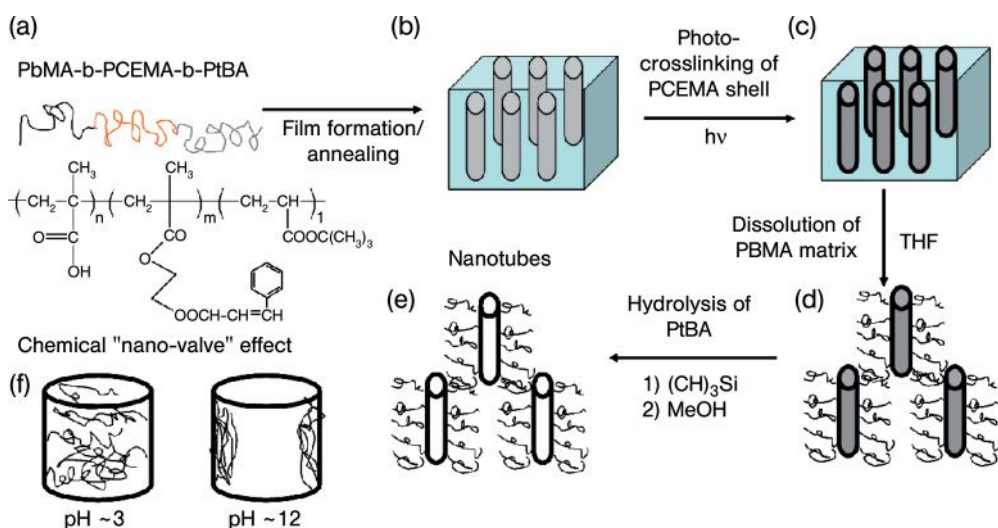 (a)
PbMA-b-PCEMA-b-PtBA
Film formation/
annealing
CH₃
CH₃
(CH₂-C)n(CH₂
C)m(CH₂
CH)1
O=C
OH
CO
O
OOC-CH=CH
COOC(CH₃)₃
(b)
Photo-
crosslinking of
PCEMA shell
hν
(c)
Dissolution of
PBMA matrix
THF
(d)
Hydrolysis of
PtBA
1) (CH)₃Si
2) MeOH
Nanotubes
(e)
Chemical "nano-valve" effect
(f)
pH ~3
pH ~12